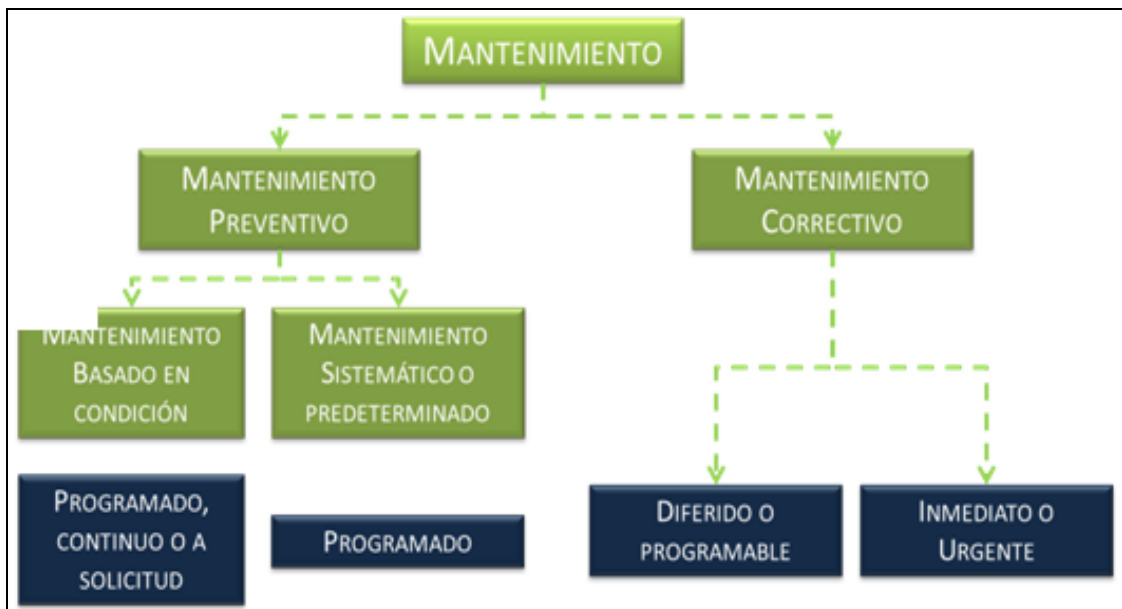 MANTENIMIENTO
MANTENIMIENTO
PREVENTIVO
MANTENIMIENTO
CORRECTIVO
MANTENIMIENTO
BASADO EN
CONDICIÓN
MANTENIMIENTO
SISTEMÁTICO O
PREDETERMINADO
PROGRAMADO,
CONTINUO O A
SOLICITUD
PROGRAMADO
DIFERIDO O
PROGRAMABLE
INMEDIATO O
URGENTE